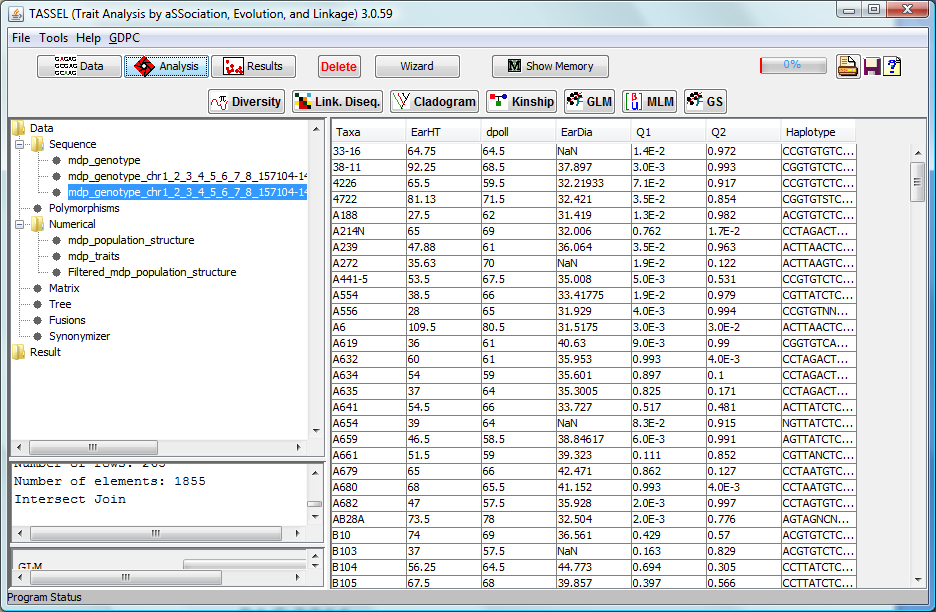 TASSEL (Trait Analysis by aSSociation, Evolution, and Linkage) 3.0.59
File Tools Help GDPC
Data Analysis Results Delete Wizard Show Memory 0%
Diversity Link. Diseq. Cladogram Kinship GLM MLM GS
Data
Sequence
mdp_genotype
mdp_genotype_chr1_2_3_4_5_6_7_8_157104-14
mdp_genotype_chr1_2_3_4_5_6_7_8_157104-14
Polymorphisms
Numerical
mdp_population_structure
mdp_traits
Filtered_mdp_population_structure
Matrix
Tree
Fusions
Synonymizer
Result
Number of elements: 1855
Intersect Join
GLM
Taxa EarHT dpoll EarDia Q1 Q2 Haplotype
33-16 64.75 64.5 NaN 1.4E-2 0.972 CCGTGTGTC...
38-11 92.25 68.5 37.897 3.0E-3 0.993 CGGTGTCTC...
4226 65.5 59.5 32.21933 7.1E-2 0.917 CCGTGTCTC...
4722 81.13 71.5 32.421 3.5E-2 0.854 CGGTGTSTC...
A188 27.5 62 31.419 1.3E-2 0.982 ACGTGTCTC...
A214N 65 69 32.006 0.762 1.7E-2 CCTAGACT...
A239 47.88 61 36.064 3.5E-2 0.963 ACTTAACTC...
A272 35.63 70 NaN 1.9E-2 0.122 ACTTAAGTC...
A441-5 53.5 67.5 35.008 5.0E-3 0.531 CCGTGTCTC...
A554 38.5 66 33.41775 1.9E-2 0.979 CGTTATCTC...
A556 28 65 31.929 4.0E-3 0.994 CCGTGTNN...
A6 109.5 80.5 31.5175 3.0E-3 3.0E-2 ACTTAACTC...
A619 36 61 40.63 9.0E-3 0.99 CGGTGTCA...
A632 60 61 35.953 0.993 4.0E-3 CCTAGACT...
A634 54 59 35.601 0.897 0.1 CCTAGACT...
A635 37 64 35.3005 0.825 0.171 CCTAGACT...
A641 54.5 66 33.727 0.517 0.481 ACTTATCTC...
A654 39 64 NaN 8.3E-2 0.915 NGTTATCTC...
A659 46.5 58.5 38.84617 6.0E-3 0.991 AGTTATCTC...
A661 51.5 59 39.323 0.111 0.852 CGTTANCTC...
A679 65 66 42.471 0.862 0.127 CCTAATGTC...
A680 68 65.5 41.152 0.993 4.0E-3 CCTAATGTC...
A682 47 57.5 35.928 2.0E-3 0.997 CCTAGTGTC...
AB28A 73.5 78 32.504 2.0E-3 0.776 AGTAGNCN...
B10 74 69 36.561 0.429 0.57 ACGTGTCTC...
B103 37 57.5 NaN 0.163 0.829 ACGTGTCTC...
B104 56.25 64.5 44.773 0.694 0.305 CCTTATCTC...
B105 67.5 68 39.857 0.397 0.566 CCTTATCTC...
Program Status